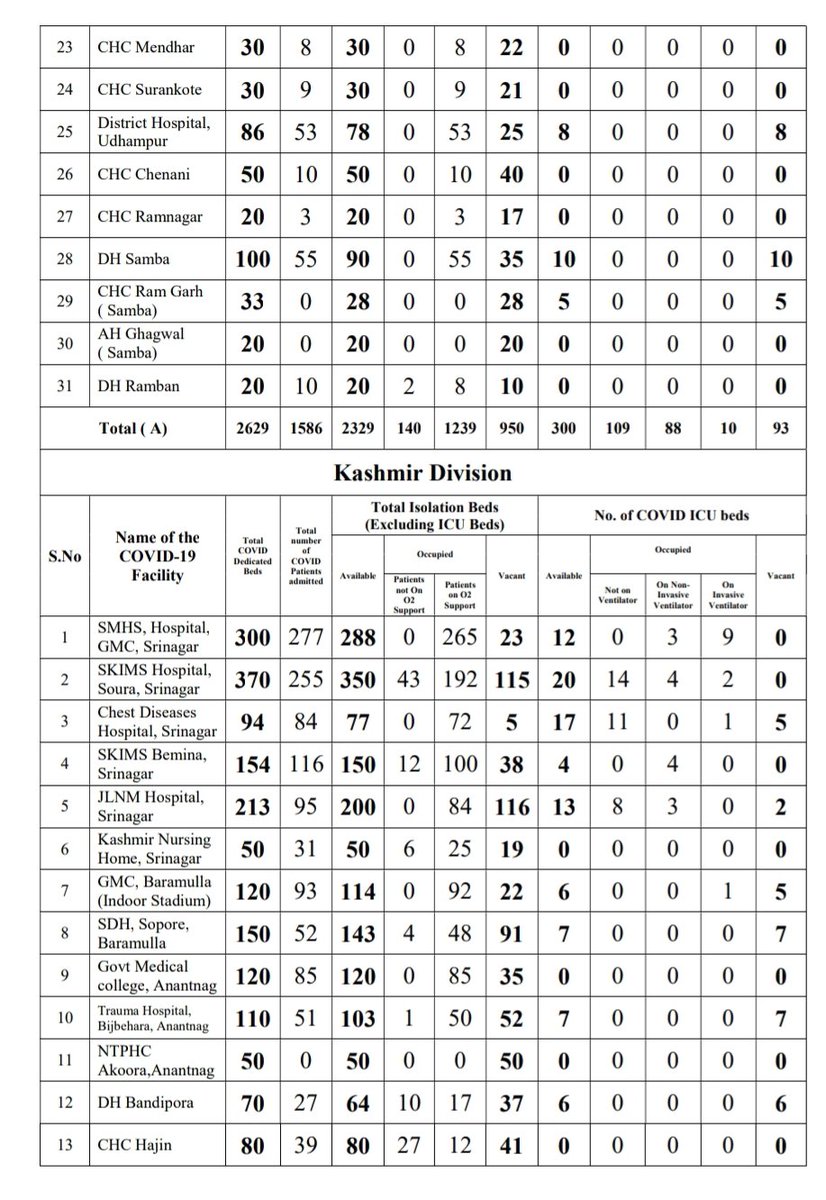 23 CHC Mendhar 30 8 30 0 8 22 0 0 0 0 0
24 CHC Surankote 30 9 30 0 9 21 0 0 0 0 0
25 District Hospital, Udhampur 86 53 78 0 53 25 8 0 0 0 8
26 CHC Chenani 50 10 50 0 10 40 0 0 0 0 0
27 CHC Ramnagar 20 3 20 0 3 17 0 0 0 0 0
28 DH Samba 100 55 90 0 55 35 10 0 0 0 10
29 CHC Ram Garh ( Samba) 33 0 28 0 0 28 5 0 0 0 5
30 AH Ghagwal ( Samba) 20 0 20 0 0 20 0 0 0 0 0
31 DH Ramban 20 10 20 2 8 10 0 0 0 0 0
Total ( A) 2629 1586 2329 140 1239 950 300 109 88 10 93
Kashmir Division
S.No
Name of the COVID-19 Facility
Total COVID Dedicated Beds
Total number of COVID Patients admitted
Total Isolation Beds (Excluding ICU Beds)
Available
Occupied
Patients not On O2 Support
Patients on O2 Support
Vacant
No. of COVID ICU beds
Available
Occupied
Not on Ventilator
On Non-Invasive Ventilator
On Invasive Ventilator
Vacant
1 SMHS, Hospital, GMC, Srinagar 300 277 288 0 265 23 12 0 3 9 0
2 SKIMS Hospital, Soura, Srinagar 370 255 350 43 192 115 20 14 4 2 0
3 Chest Diseases Hospital, Srinagar 94 84 77 0 72 5 17 11 0 1 5
4 SKIMS Bemina, Srinagar 154 116 150 12 100 38 4 0 4 0 0
5 JLNM Hospital, Srinagar 213 95 200 0 84 116 13 8 3 0 2
6 Kashmir Nursing Home, Srinagar 50 31 50 6 25 19 0 0 0 0 0
7 GMC, Baramulla (Indoor Stadium) 120 93 114 0 92 22 6 0 0 1 5
8 SDH, Sopore, Baramulla 150 52 143 4 48 91 7 0 0 0 7
9 Govt Medical college, Anantnag 120 85 120 0 85 35 0 0 0 0 0
10 Trauma Hospital, Bijbehara, Anantnag 110 51 103 1 50 52 7 0 0 0 7
11 NTPHC Akoora,Anantnag 50 0 50 0 0 50 0 0 0 0 0
12 DH Bandipora 70 27 64 10 17 37 6 0 0 0 6
13 CHC Hajin 80 39 80 27 12 41 0 0 0 0 0